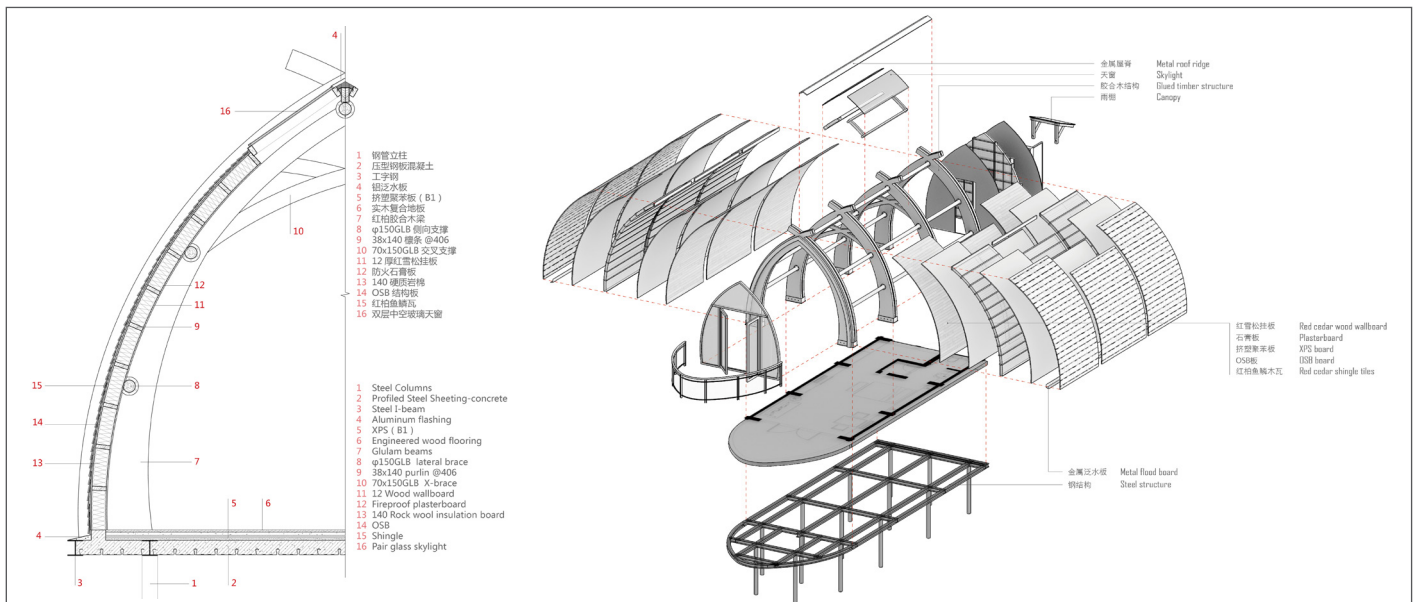 4
16
10
12
11
9
15
8
14
13
7
5
6
4
3
1
2
1 钢管立柱
2 压型钢板混凝土
3 工字钢
4 铝泛水板
5 挤塑聚苯板（B1）
6 实木复合地板
7 红柏胶合木梁
8 φ150GLB 侧向支撑
9 38x140 檩条 @406
10 70x150GLB 交叉支撑
11 12 厚红雪松挂板
12 防火石膏板
13 140 硬质岩棉
14 OSB 结构板
15 红柏鱼鳞瓦
16 双层中空玻璃天窗
1 Steel Columns
2 Profiled Steel Sheeting-concrete
3 Steel I-beam
4 Aluminum flashing
5 XPS（B1）
6 Engineered wood flooring
7 Glulam beams
8 φ150GLB lateral brace
9 38x140 purlin @406
10 70x150GLB X-brace
11 12 Wood wallboard
12 Fireproof plasterboard
13 140 Rock wool insulation board
14 OSB
15 Shingle
16 Pair glass skylight
金属屋脊 Metal roof ridge
天窗 Skylight
胶合木结构 Glued timber structure
雨棚 Canopy
红雪松挂板 Red cedar wood wallboard
石膏板 Plasterboard
挤塑聚苯板 XPS board
OSB板 OSB board
红柏鱼鳞木瓦 Red cedar shingle tiles
金属泛水板 Metal flood board
钢结构 Steel structure